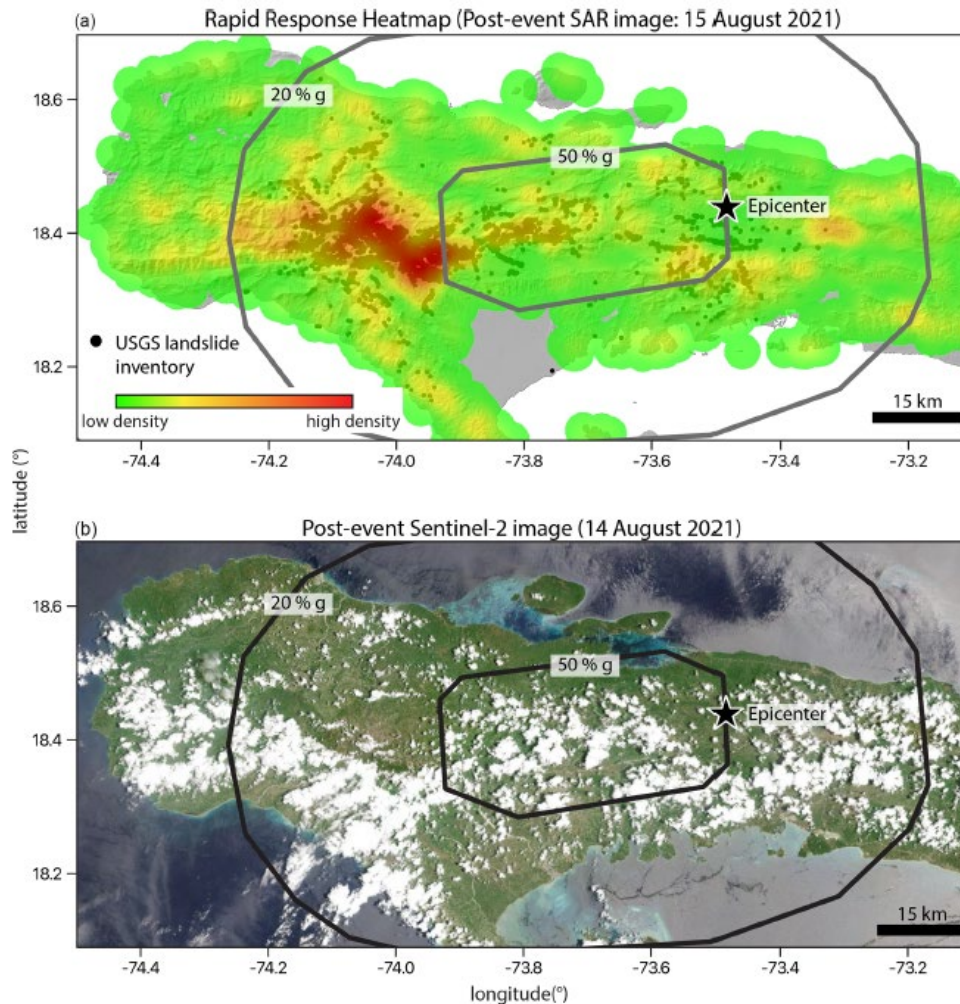 (a) Rapid Response Heatmap (Post-event SAR image: 15 August 2021)
18.6
20 % g
50 % g
Epicenter
18.4
USGS landslide
inventory
18.2
low density high density
15 km
−74.4 −74.2 −74.0 −73.8 −73.6 −73.4 −73.2
latitude (°)
(b) Post-event Sentinel-2 image (14 August 2021)
18.6
20 % g
50 % g
Epicenter
18.4
18.2
15 km
−74.4 −74.2 −74.0 −73.8 −73.6 −73.4 −73.2
longitude(°)